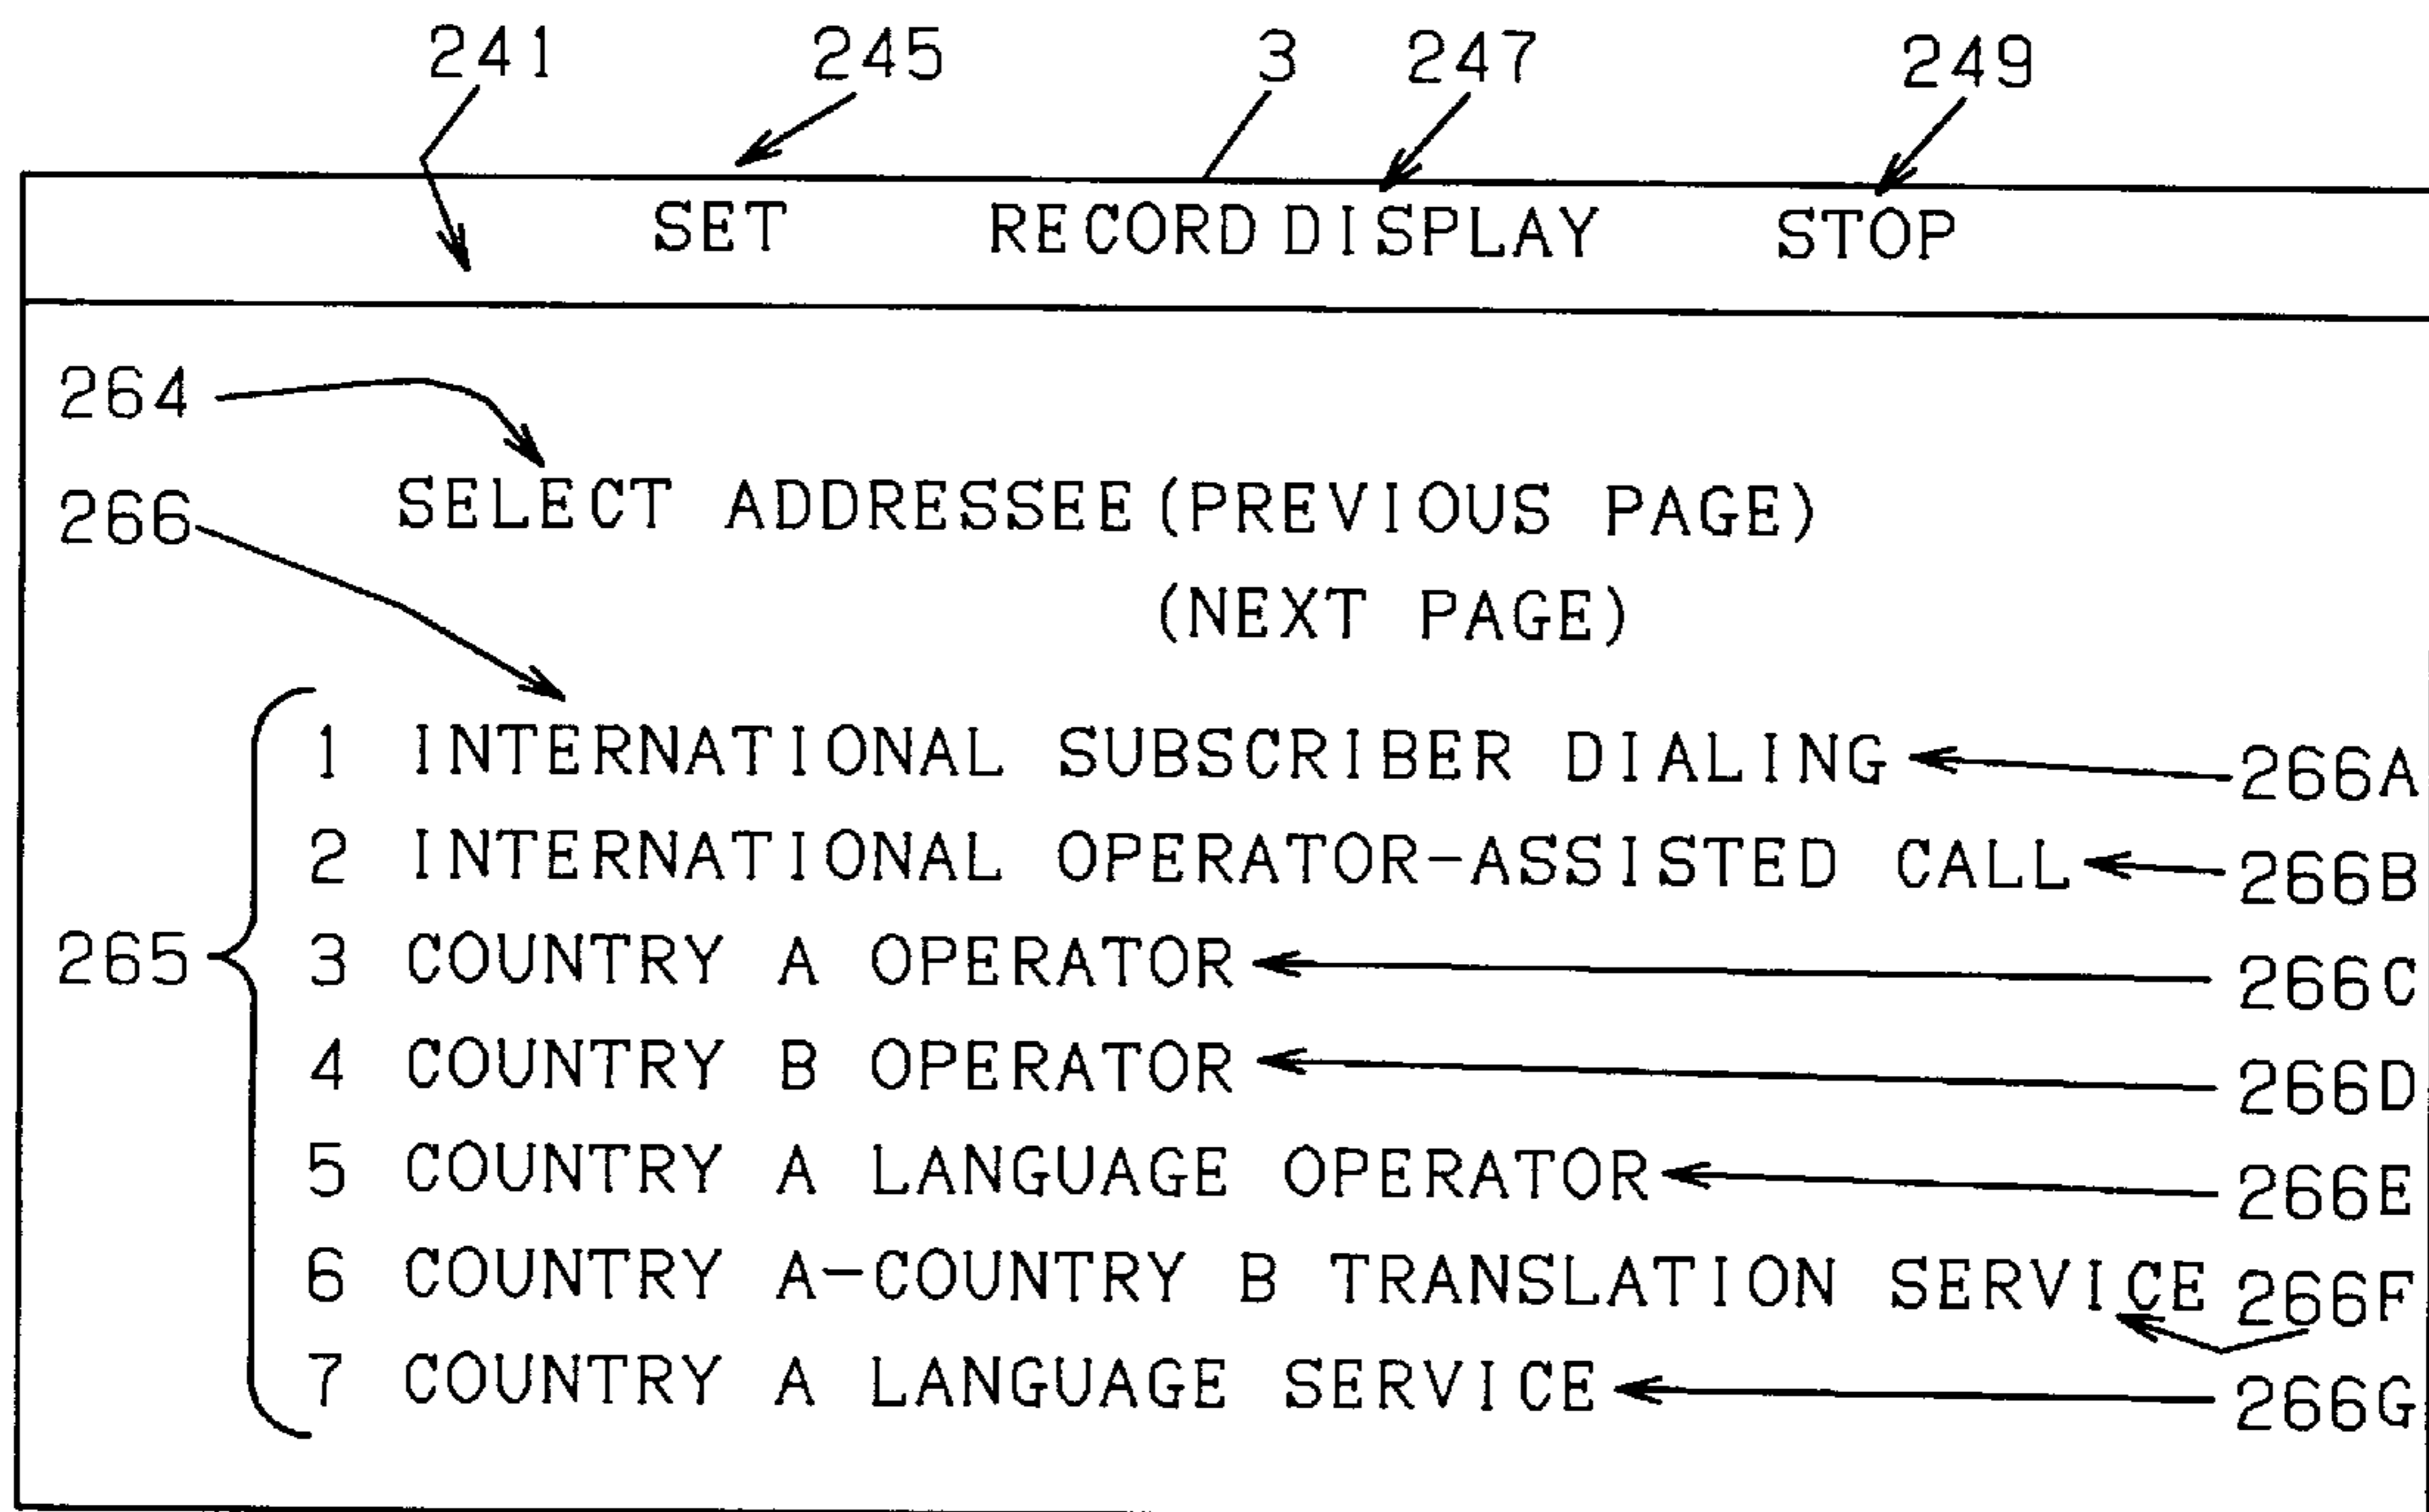 241 245 3 247 249
SET RECORD DISPLAY STOP
264
SELECT ADDRESSEE (PREVIOUS PAGE)
266
(NEXT PAGE)
1 INTERNATIONAL SUBSCRIBER DIALING 266A
2 INTERNATIONAL OPERATOR-ASSISTED CALL 266B
265 3 COUNTRY A OPERATOR 266C
4 COUNTRY B OPERATOR 266D
5 COUNTRY A LANGUAGE OPERATOR 266E
6 COUNTRY A-COUNTRY B TRANSLATION SERVICE 266F
7 COUNTRY A LANGUAGE SERVICE 266G